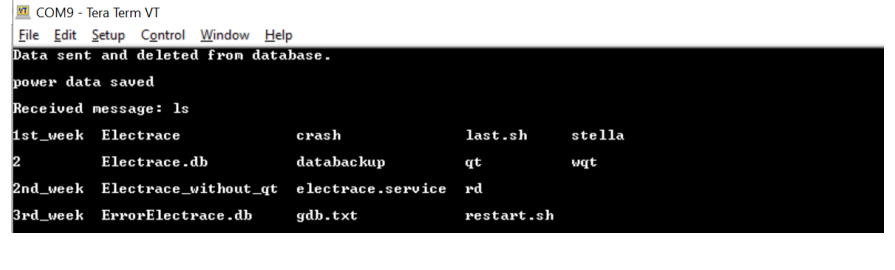 COM9 - Tera Term VT
File Edit Setup Control Window Help
Data sent and deleted from database.
power data saved
Received message: ls
1st_week Electrace crash last.sh stella
2 Electrace.db databackup qt wqt
2nd_week Electrace_without_qt electrace.service rd
3rd_week ErrorElectrace.db gdb.txt restart.sh